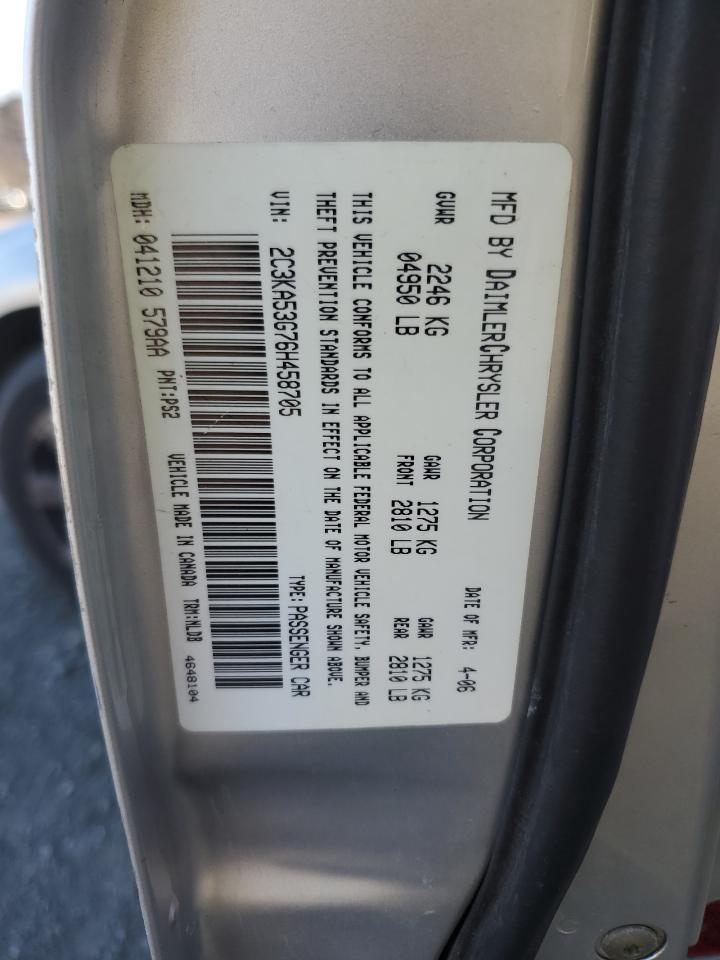 MFD BY DAIMLERCHRYSLER CORPORATION DATE OF MFR: 4-06
GVWR 2246 KG GAWR 1275 KG GAWR 1275 KG
04950 LB FRONT 2810 LB REAR 2810 LB
THIS VEHICLE CONFORMS TO ALL APPLICABLE FEDERAL MOTOR VEHICLE SAFETY, BUMPER AND
THEFT PREVENTION STANDARDS IN EFFECT ON THE DATE OF MANUFACTURE SHOWN ABOVE.
VIN: 2C3KA53G76H458705 TYPE: PASSENGER CAR
MDH: 041210 579AA PNT:PS2 VEHICLE MADE IN CANADA TRM:NLDB 4648104